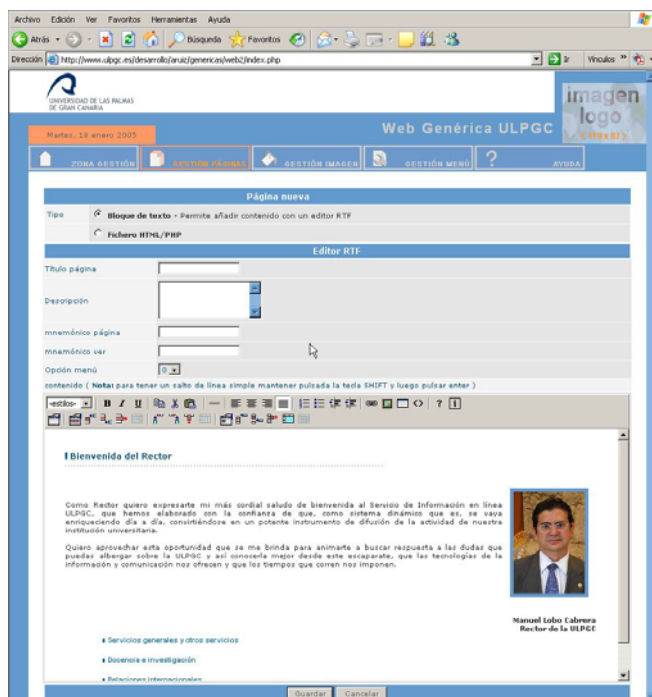 Archivo Edición Ver Favoritos Herramientas Ayuda
Atrás Búsqueda Favoritos
Dirección http://www.ulpgc.es/desarrollo/aruiz/genericas/web2/index.php Ir Vínculos »
UNIVERSIDAD DE LAS PALMAS
DE GRAN CANARIA
imagen
logo
Martes, 18 enero 2005
Web Genérica ULPGC
ZONA GESTIÓN GESTIÓN PÁGINAS GESTIÓN IMAGEN GESTIÓN MENÚ ? AYUDA
Página nueva
Tipo Bloque de texto - Permite añadir contenido con un editor RTF
Fichero HTML/PHP
Editor RTF
Título página
Descripción
mnemónico página
mnemónico ver
Opción menú 0
contenido ( Nota: para tener un salto de linea simple mantener pulsada la tecla SHIFT y luego pulsar enter )
-estilos- B I U
Bienvenida del Rector
Como Rector quiero expresarte mi más cordial saludo de bienvenida al Servicio de Información en línea
ULPGC, que hemos elaborado con la confianza de que, como sistema dinámico que es, se vaya
enriqueciendo día a día, convirtiéndose en un potente instrumento de difusión de la actividad de nuestra
institución universitaria.
Quiero aprovechar esta oportunidad que se me brinda para animarte a buscar respuesta a las dudas que
puedas albergar sobre la ULPGC y así conocerla mejor desde este escaparate, que las tecnologías de la
información y comunicación nos ofrecen y que los tiempos que corren nos imponen.
Manuel Lobo Cabrera
Rector de la ULPGC
Servicios generales y otros servicios
Docencia e investigación
Relaciones internacionales
Guardar Cancelar